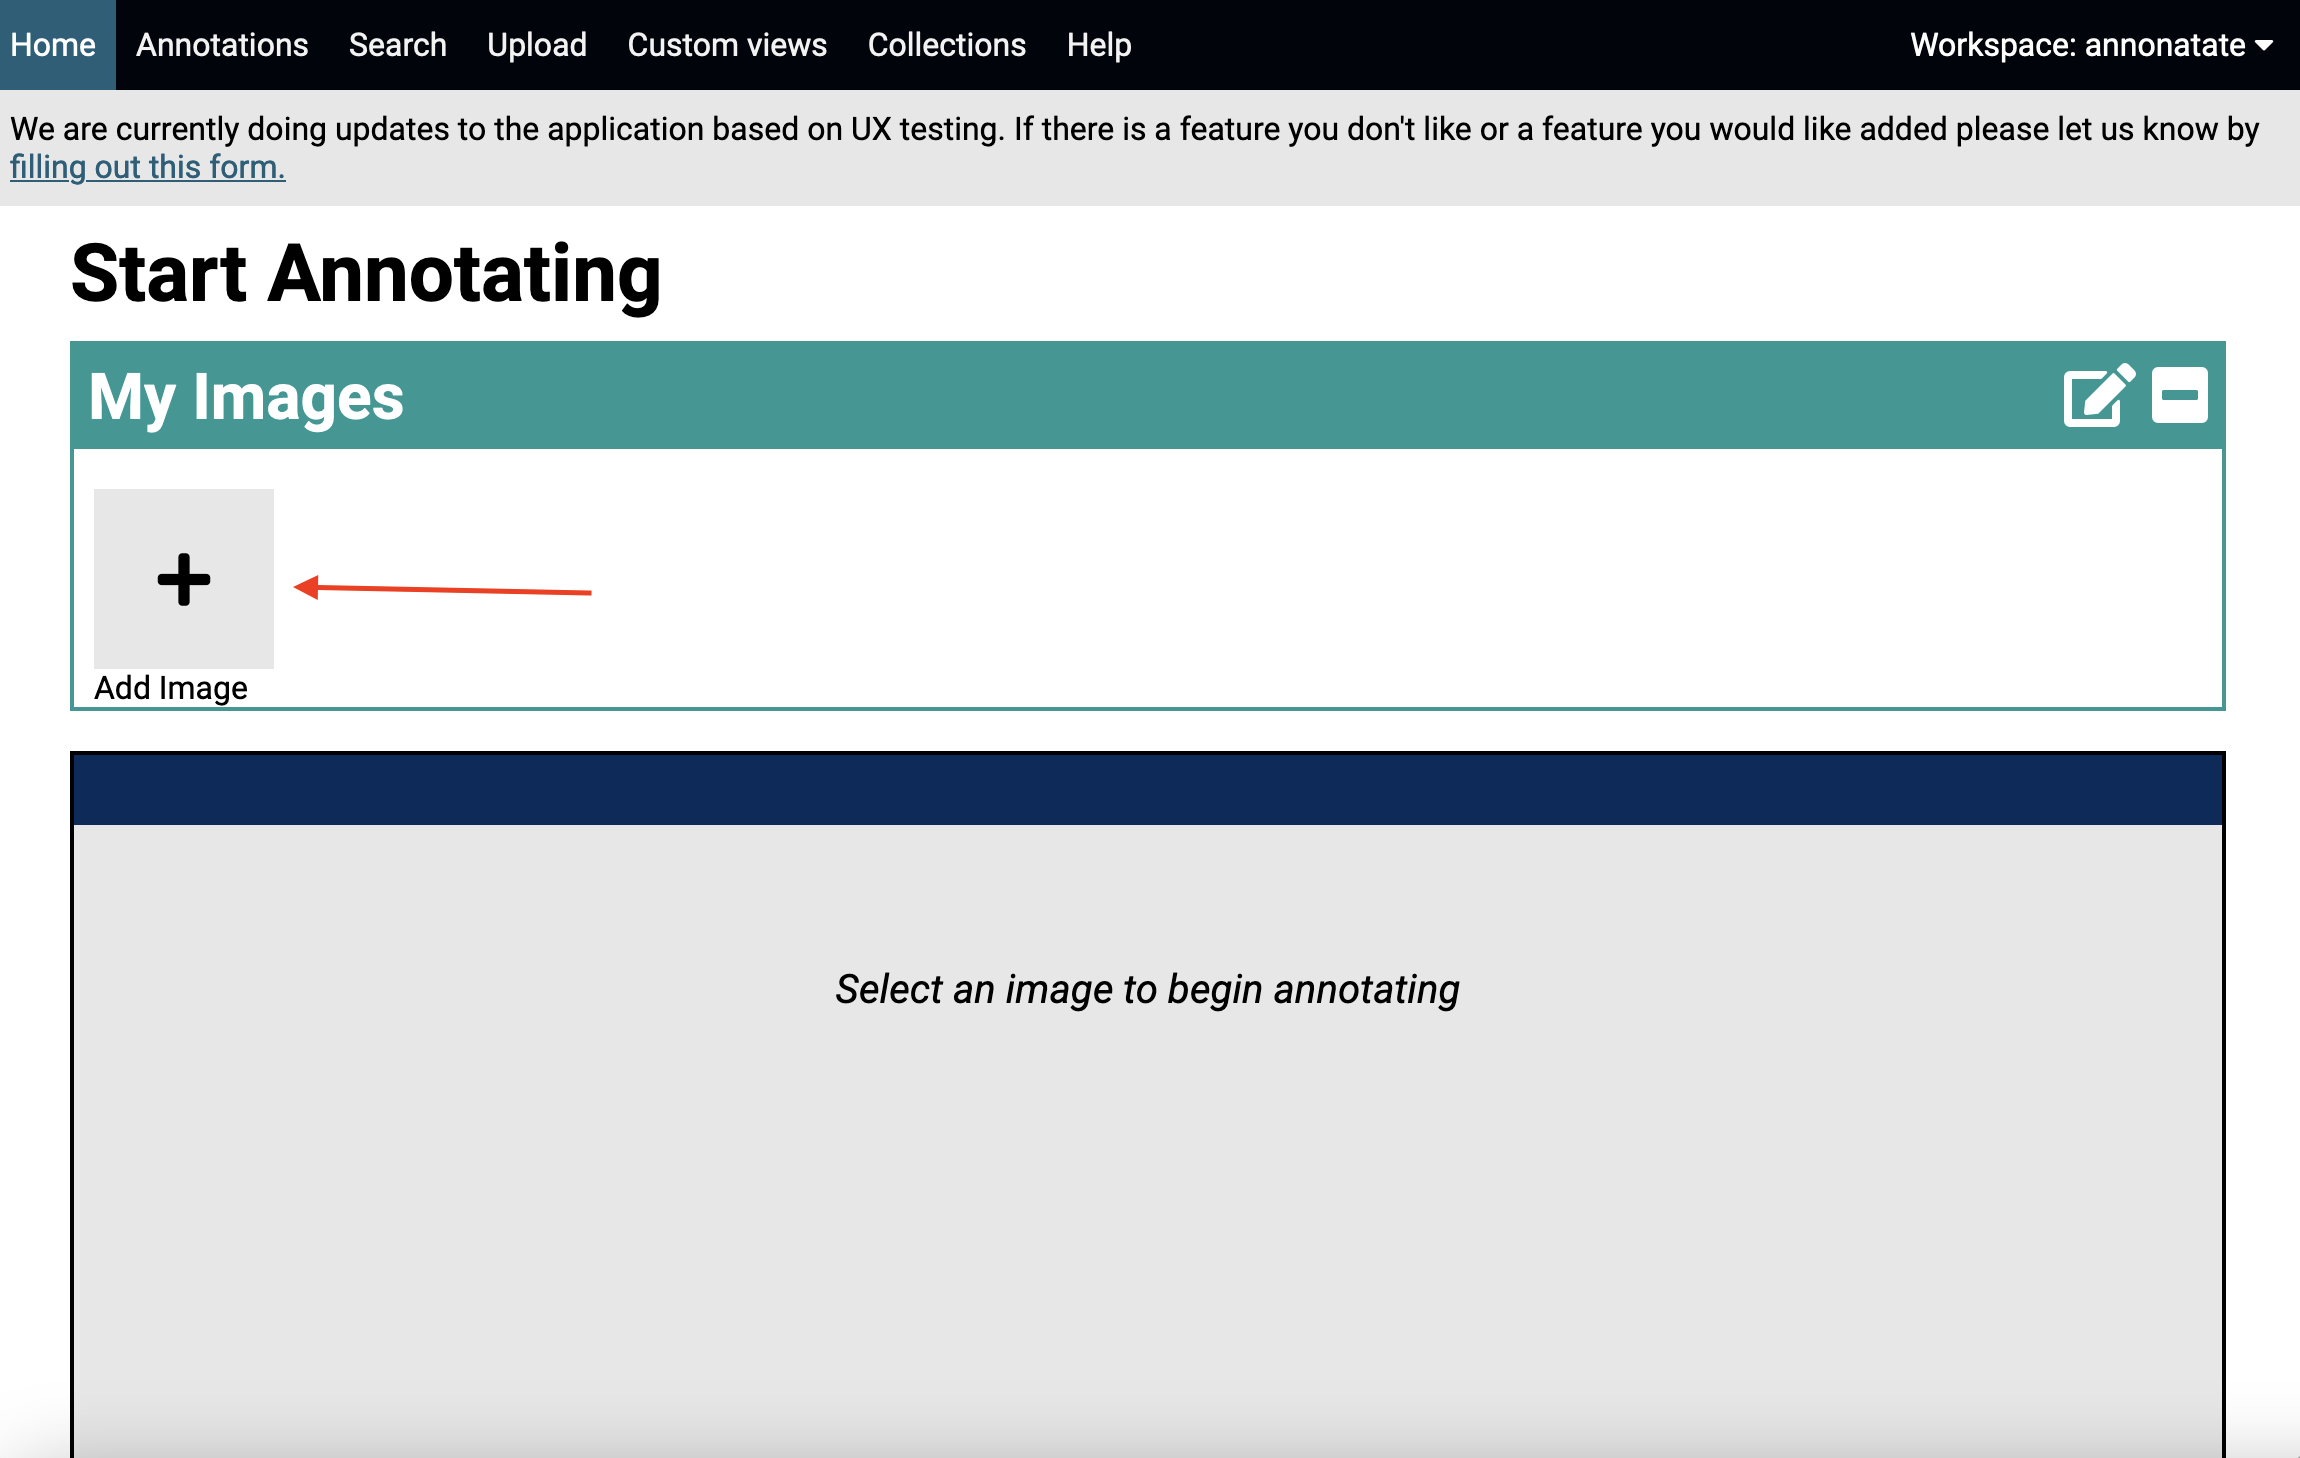 Home Annotations Search Upload Custom views Collections Help Workspace: annonatate
We are currently doing updates to the application based on UX testing. If there is a feature you don't like or a feature you would like added please let us know by
filling out this form.
Start Annotating
My Images
Add Image
Select an image to begin annotating